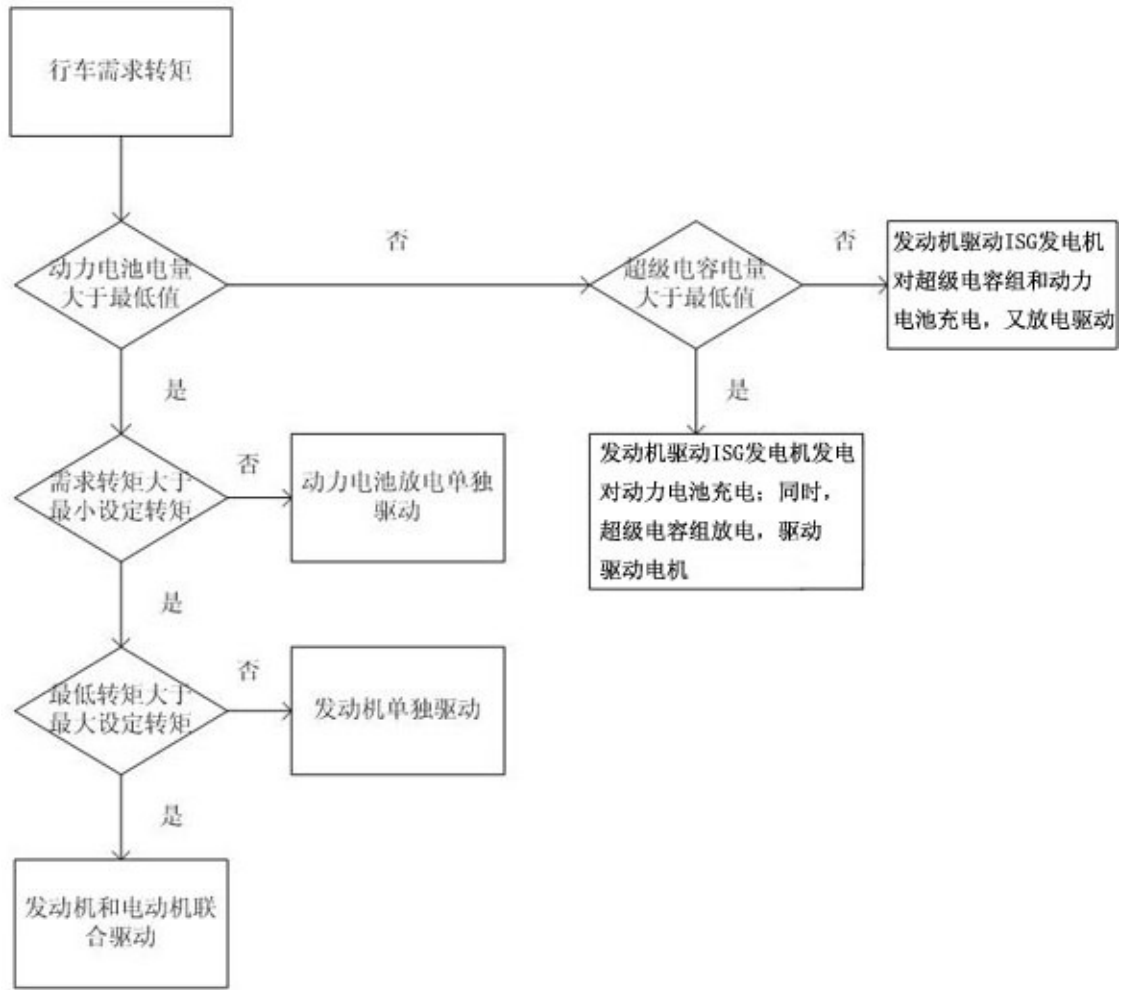 行车需求转矩
动力电池电量
大于最低值
否
超级电容电量
大于最低值
否
发动机驱动ISG发电机
对超级电容组和动力
电池充电，又放电驱动
是
是
需求转矩大于
最小设定转矩
否
动力电池放电单独
驱动
发动机驱动ISG发电机发电
对动力电池充电；同时，
超级电容组放电，驱动
驱动电机
是
最低转矩大于
最大设定转矩
否
发动机单独驱动
是
发动机和电动机联
合驱动